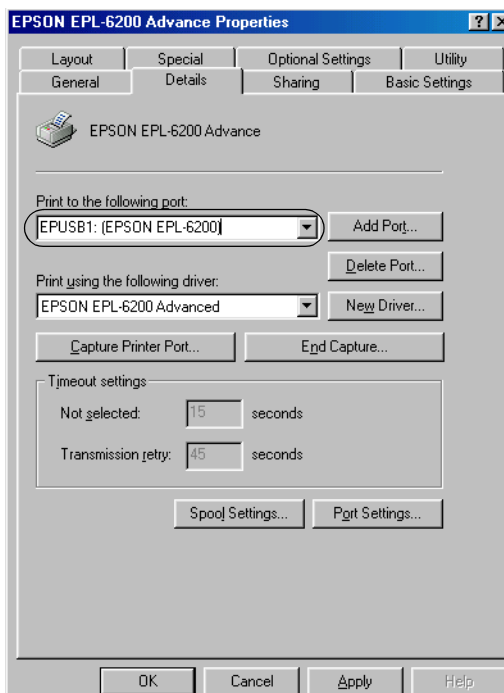 EPSON EPL-6200 Advance Properties
Layout Special Optional Settings Utility
General Details Sharing Basic Settings
EPSON EPL-6200 Advance
Print to the following port:
EPUSB1: (EPSON EPL-6200) Add Port...
Delete Port...
Print using the following driver:
EPSON EPL-6200 Advanced New Driver...
Capture Printer Port... End Capture...
Timeout settings
Not selected: 15 seconds
Transmission retry: 45 seconds
Spool Settings... Port Settings...
OK Cancel Apply Help